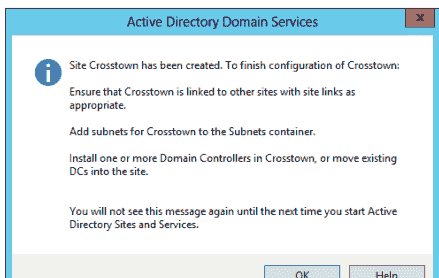 Active Directory Domain Services
x
Site Crosstown has been created. To finish configuration of Crosstown:
Ensure that Crosstown is linked to other sites with site links as
appropriate.
Add subnets for Crosstown to the Subnets container.
Install one or more Domain Controllers in Crosstown, or move existing
DCs into the site.
You will not see this message again until the next time you start Active
Directory Sites and Services.
OK Help